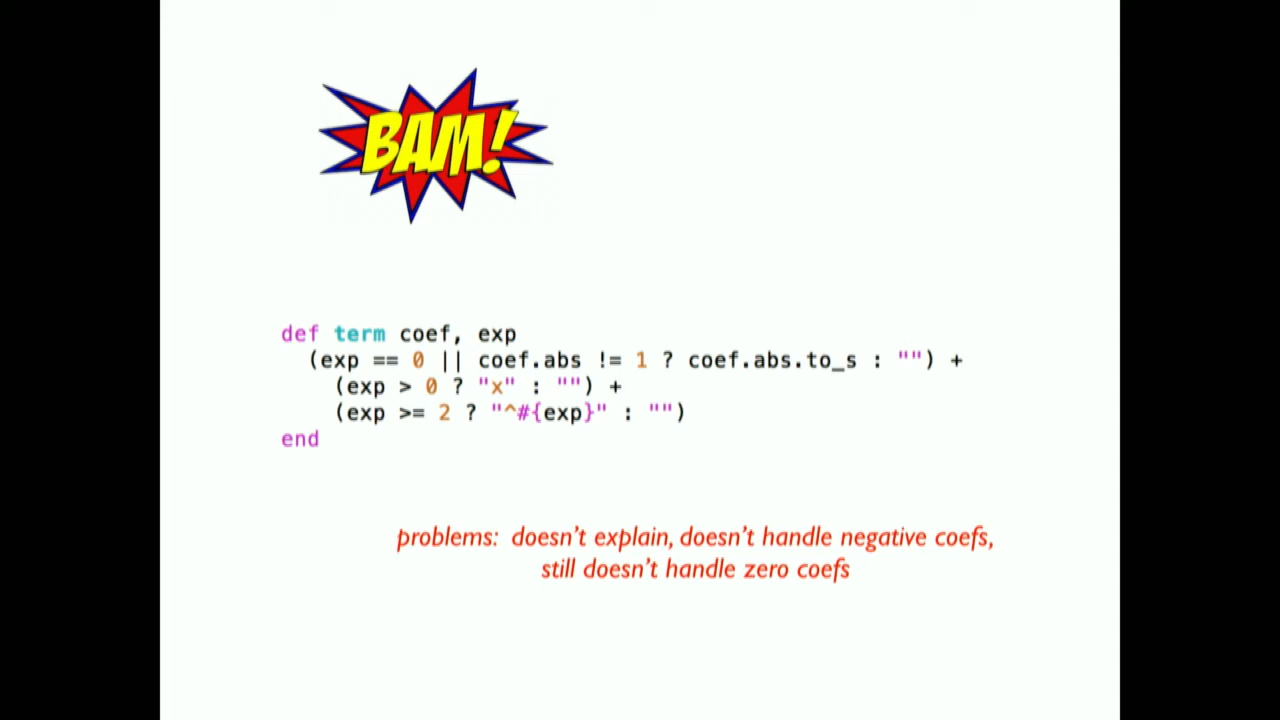 BAM!
def term coef, exp
  (exp == 0 || coef.abs != 1 ? coef.abs.to_s : "") +
    (exp > 0 ? "x" : "") +
    (exp >= 2 ? "^#{exp}" : "")
end
problems: doesn't explain, doesn't handle negative coefs,
still doesn't handle zero coefs